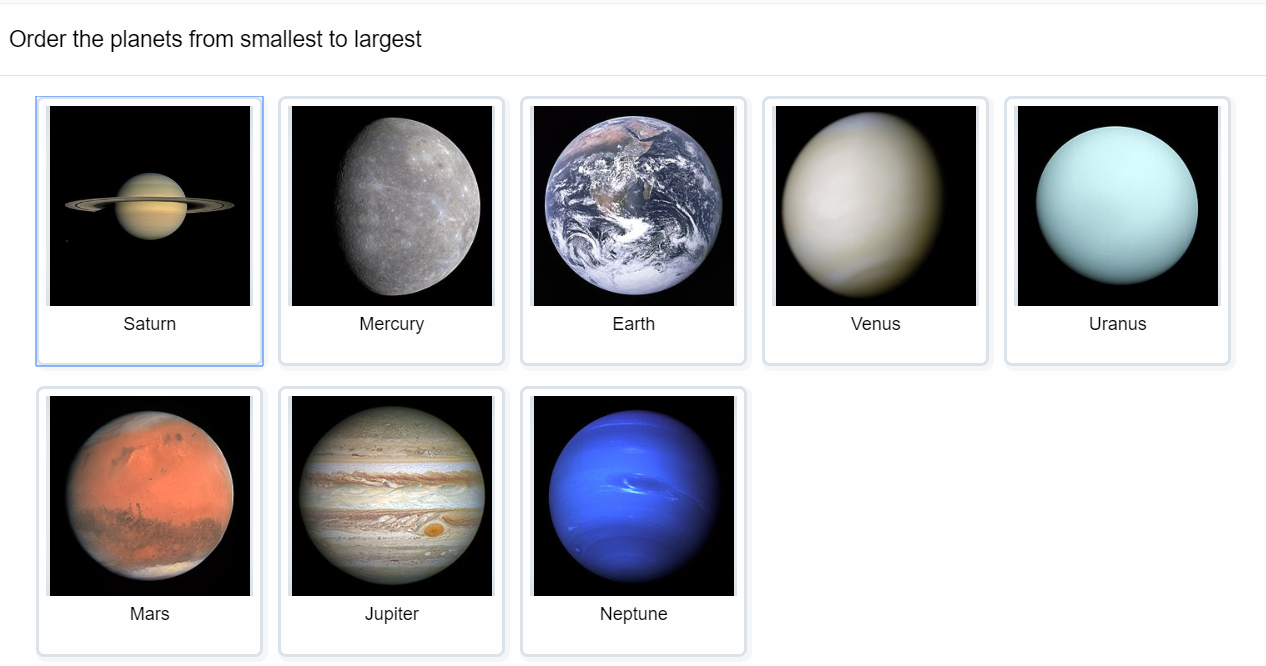 Order the planets from smallest to largest
Saturn
Mercury
Earth
Venus
Uranus
Mars
Jupiter
Neptune